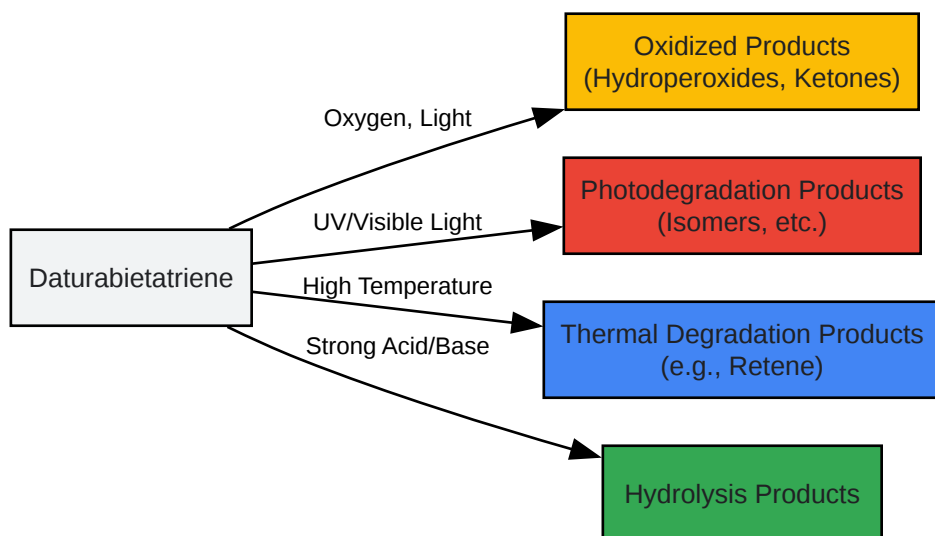 Oxidized Products
(Hydroperoxides, Ketones)
Oxygen, Light
Photodegradation Products
(Isomers, etc.)
UV/Visible Light
Daturabietatriene
High Temperature
Thermal Degradation Products
(e.g., Retene)
Strong Acid/Base
Hydrolysis Products